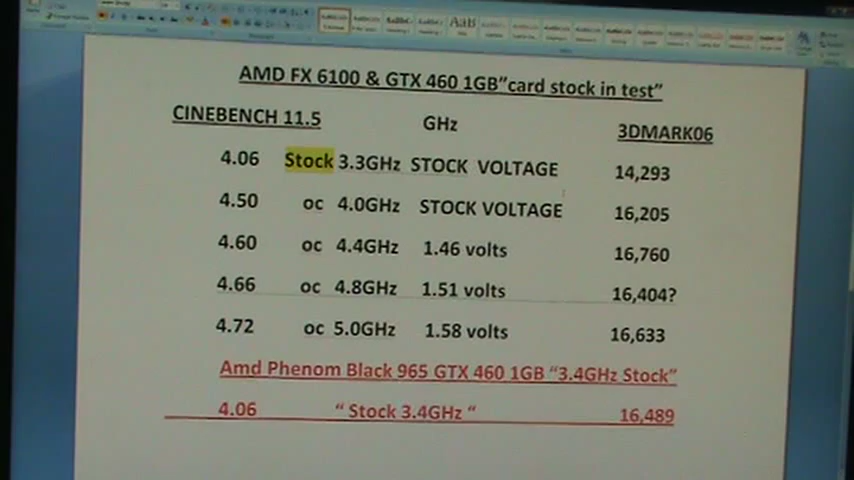 AMD FX 6100 & GTX 460 1GB"card stock in test"
CINEBENCH 11.5 GHz 3DMARK06
4.06 Stock 3.3GHz STOCK VOLTAGE 14,293
4.50 oc 4.0GHz STOCK VOLTAGE 16,205
4.60 oc 4.4GHz 1.46 volts 16,760
4.66 oc 4.8GHz 1.51 volts 16,404?
4.72 oc 5.0GHz 1.58 volts 16,633
Amd Phenom Black 965 GTX 460 1GB "3.4GHz Stock"
4.06 " Stock 3.4GHz " 16,489